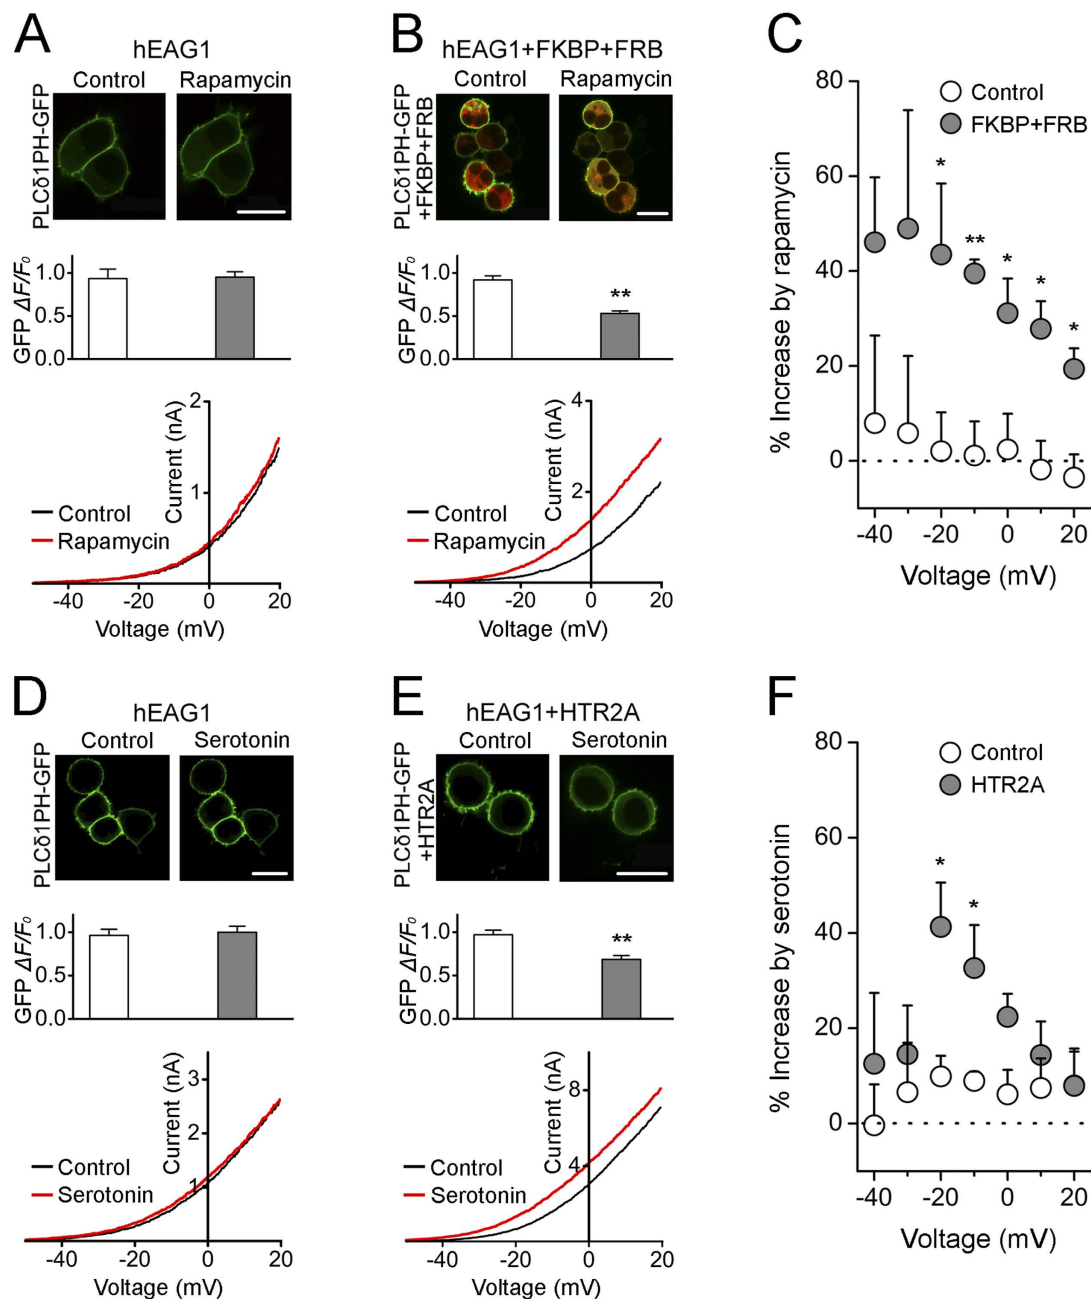 A
hEAG1
Control Rapamycin
PLCδ1PH-GFP
GFP ΔF/F₀
1.0
0.5
0.0
Current (nA)
2
1
Control
Rapamycin
-40 -20 0 20
Voltage (mV)
B
hEAG1+FKBP+FRB
Control Rapamycin
PLCδ1PH-GFP
+FKBP+FRB
1.0
0.5
0.0
**
Current (nA)
4
2
Control
Rapamycin
-40 -20 0 20
Voltage (mV)
C
Control
FKBP+FRB
% Increase by rapamycin
80
60
40
20
0
* ** * * *
-40 -20 0 20
Voltage (mV)
D
hEAG1
Control Serotonin
PLCδ1PH-GFP
GFP ΔF/F₀
1.0
0.5
0.0
Current (nA)
3
2
1
Control
Serotonin
-40 -20 0 20
Voltage (mV)
E
hEAG1+HTR2A
Control Serotonin
PLCδ1PH-GFP
+HTR2A
GFP ΔF/F₀
1.0
0.5
0.0
**
Current (nA)
8
4
Control
Serotonin
-40 -20 0 20
Voltage (mV)
F
Control
HTR2A
% Increase by serotonin
80
60
40
20
0
* *
-40 -20 0 20
Voltage (mV)